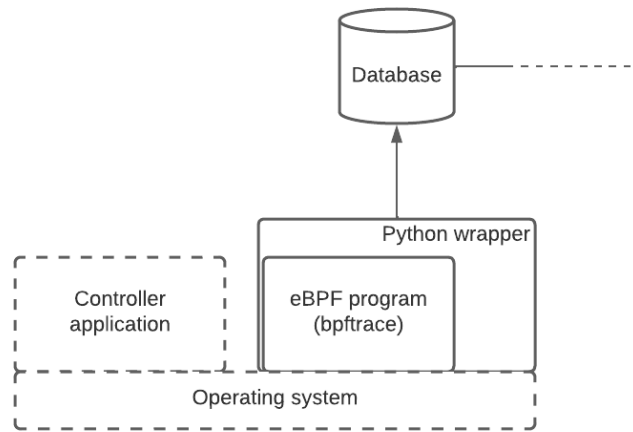 Database
Python wrapper
Controller
application
eBPF program
(bpftrace)
Operating system